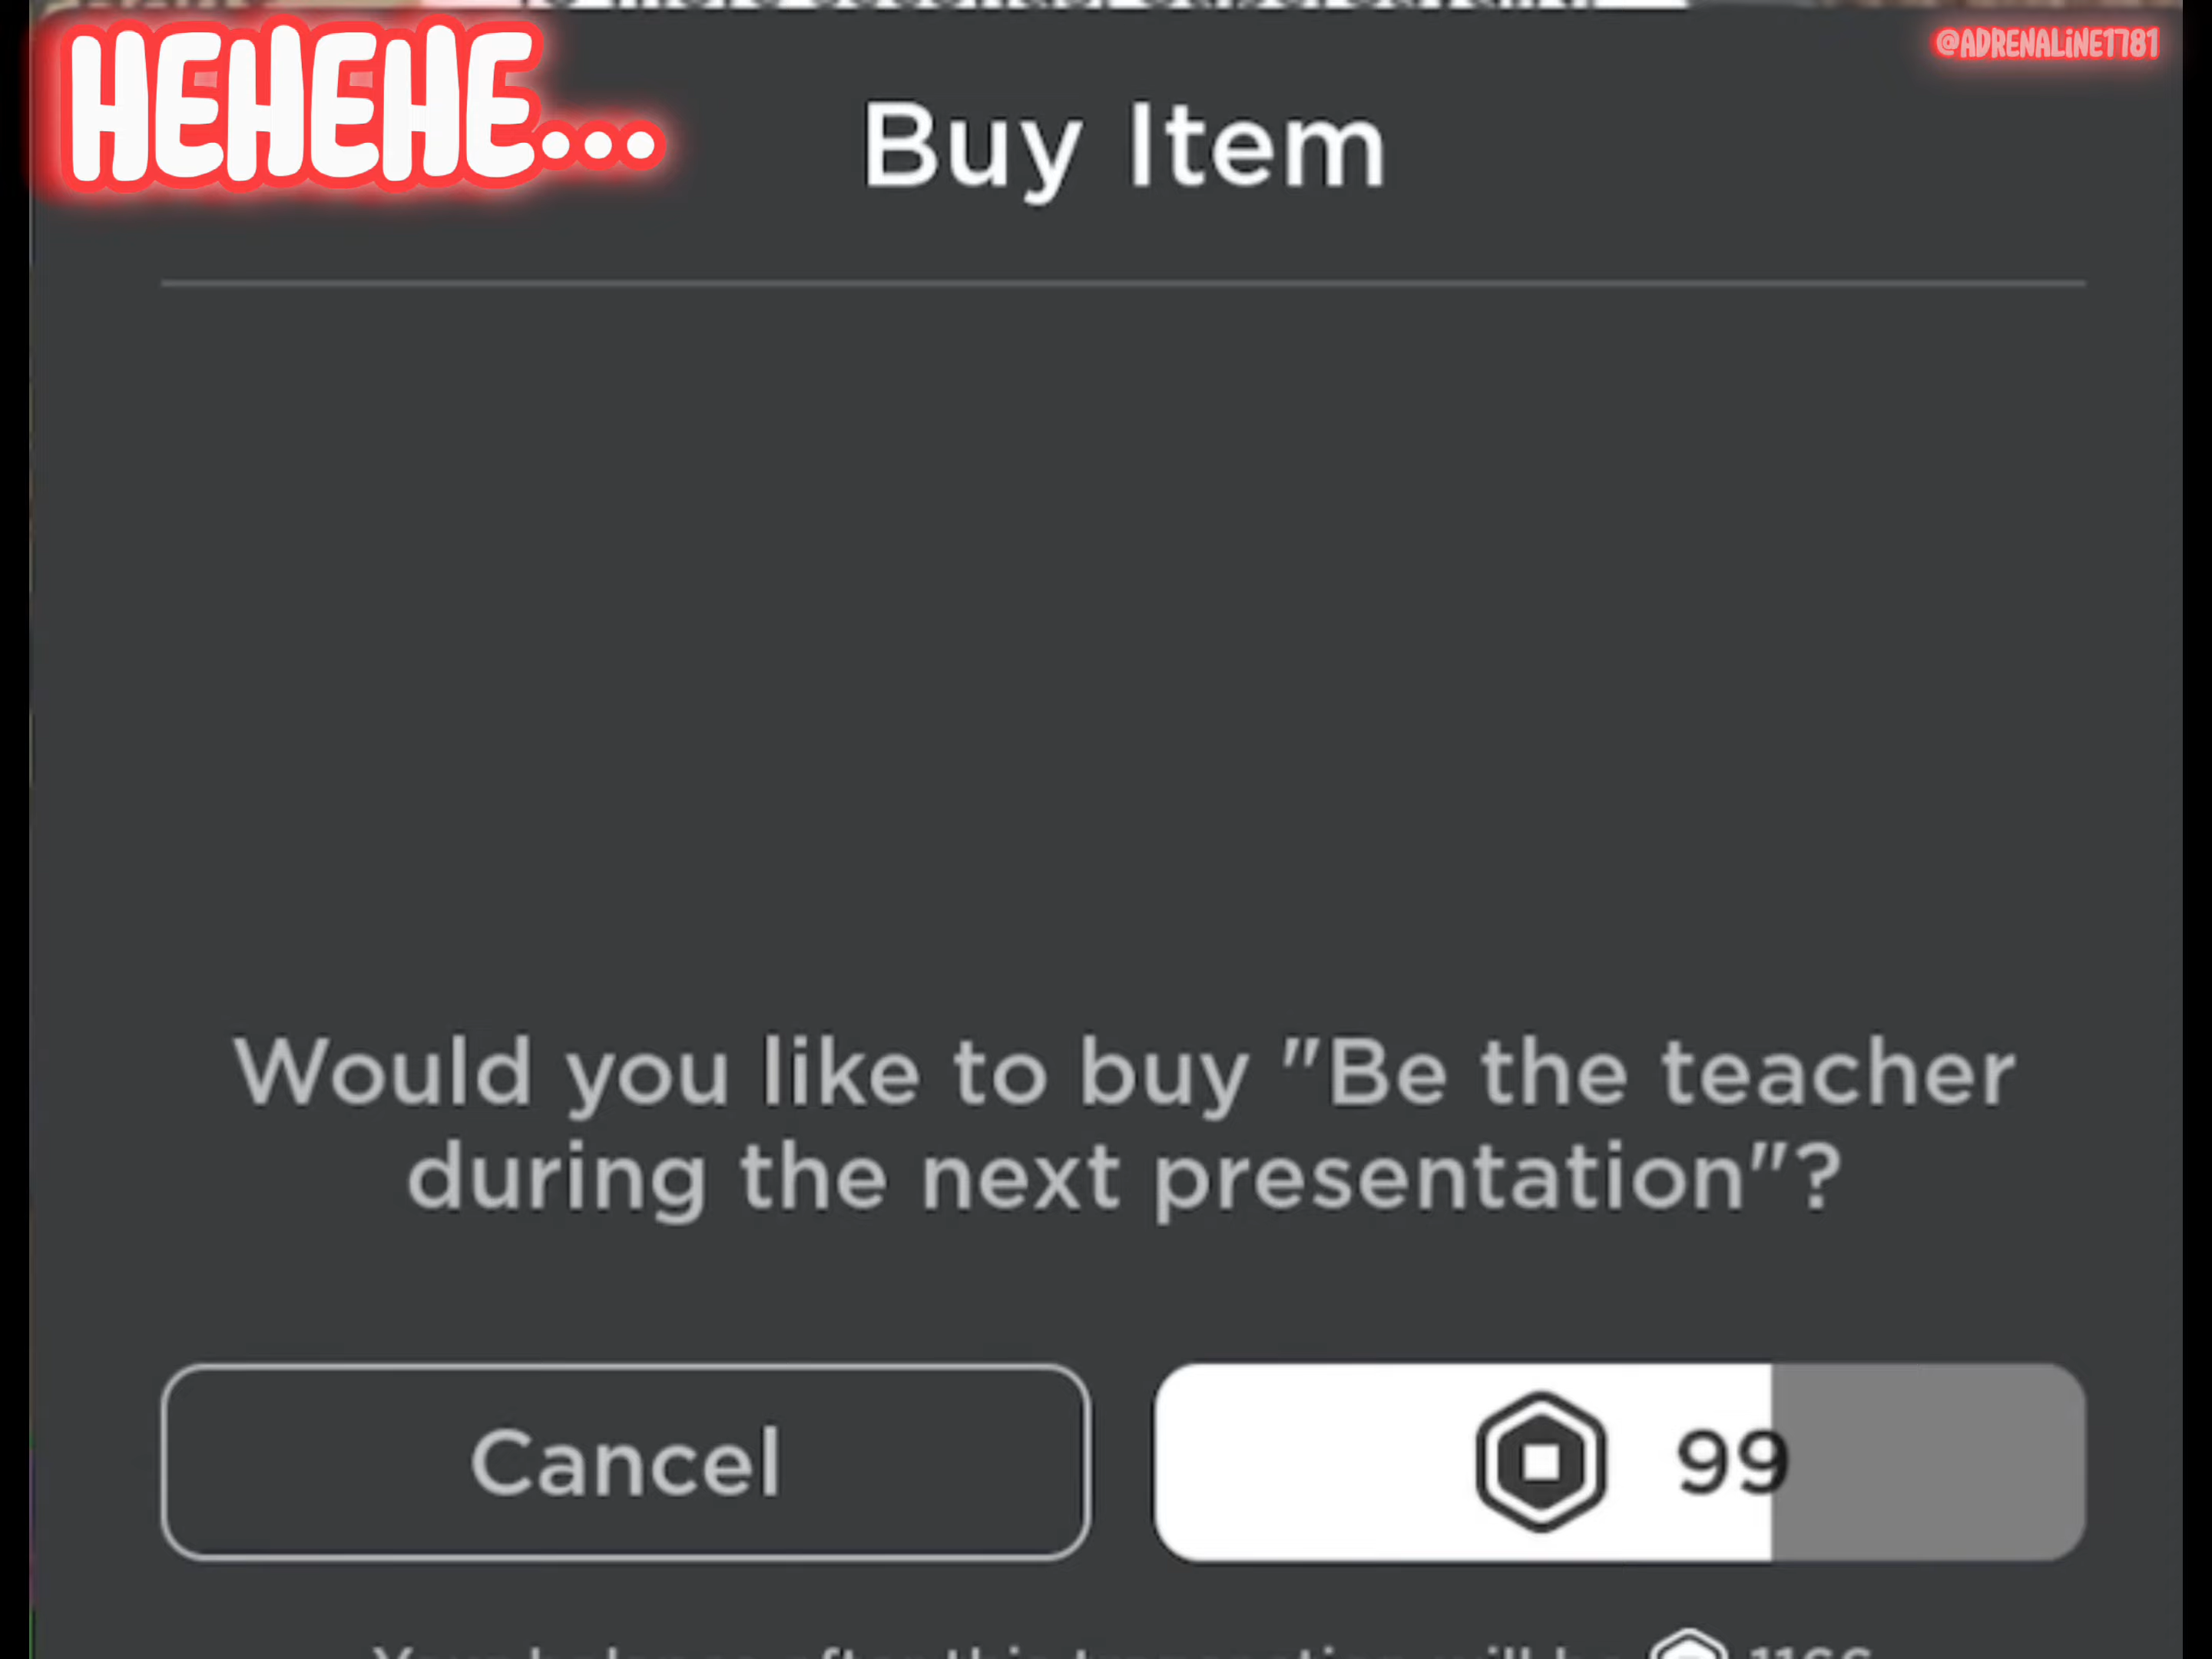 HEHEHE...
@ADRENALiNE1781
Buy Item
Would you like to buy "Be the teacher
during the next presentation"?
Cancel
99